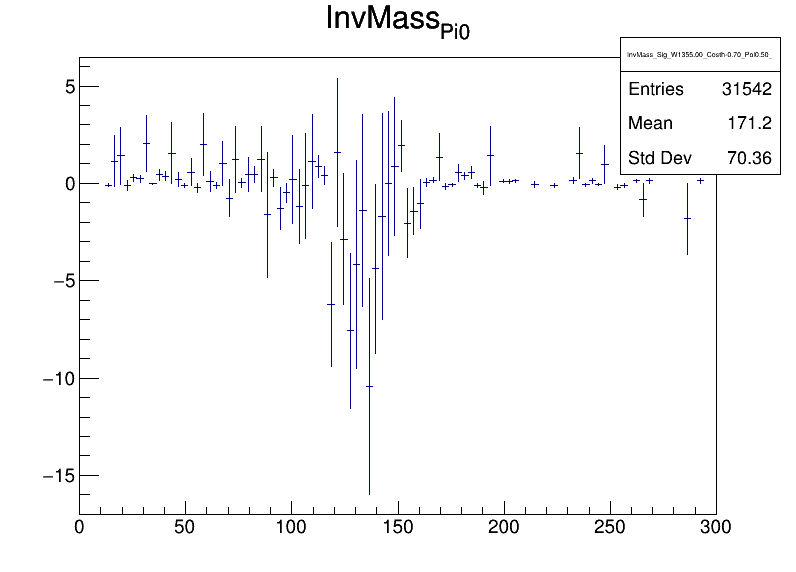 InvMass_Pi0
InvMass_Sig_W1355.00_Costh-0.70_Pol0.50_
Entries 31542
Mean 171.2
Std Dev 70.36
5
0
−5
−10
−15
0 50 100 150 200 250 300